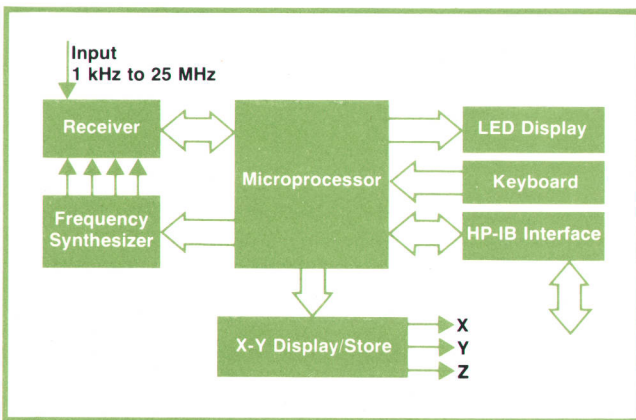 Input
1 kHz to 25 MHz
Receiver
LED Display
Microprocessor
Keyboard
Frequency
Synthesizer
HP-IB Interface
X-Y Display/Store
X
Y
Z